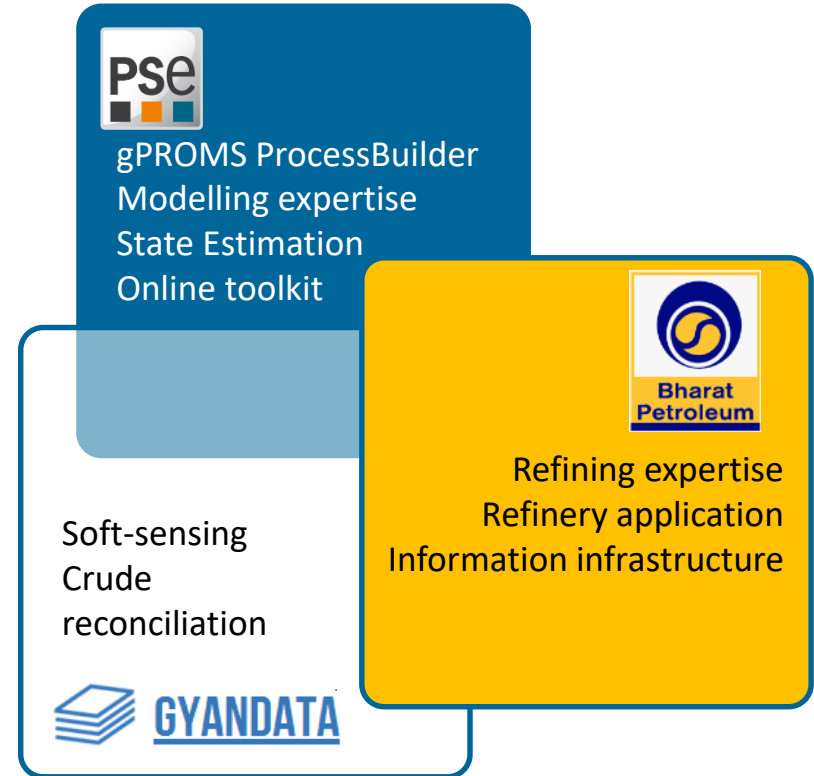 PSe
gPROMS ProcessBuilder
Modelling expertise
State Estimation
Online toolkit
Bharat
Petroleum
Refining expertise
Refinery application
Information infrastructure
Soft-sensing
Crude
reconciliation
GYANDATA